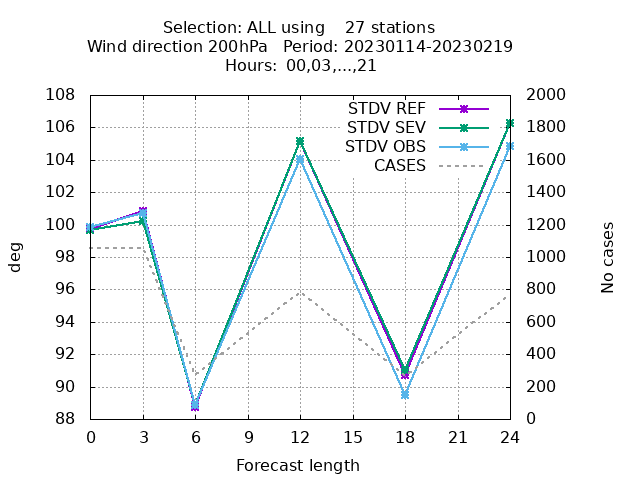 Selection: ALL using    27 stations
Wind direction 200hPa   Period: 20230114-20230219
Hours:  00,03,...,21
STDV REF
STDV SEV
STDV OBS
CASES
108
106
104
102
100
98
96
94
92
90
88
2000
1800
1600
1400
1200
1000
800
600
400
200
0
deg
No cases
0 3 6 9 12 15 18 21 24
Forecast length